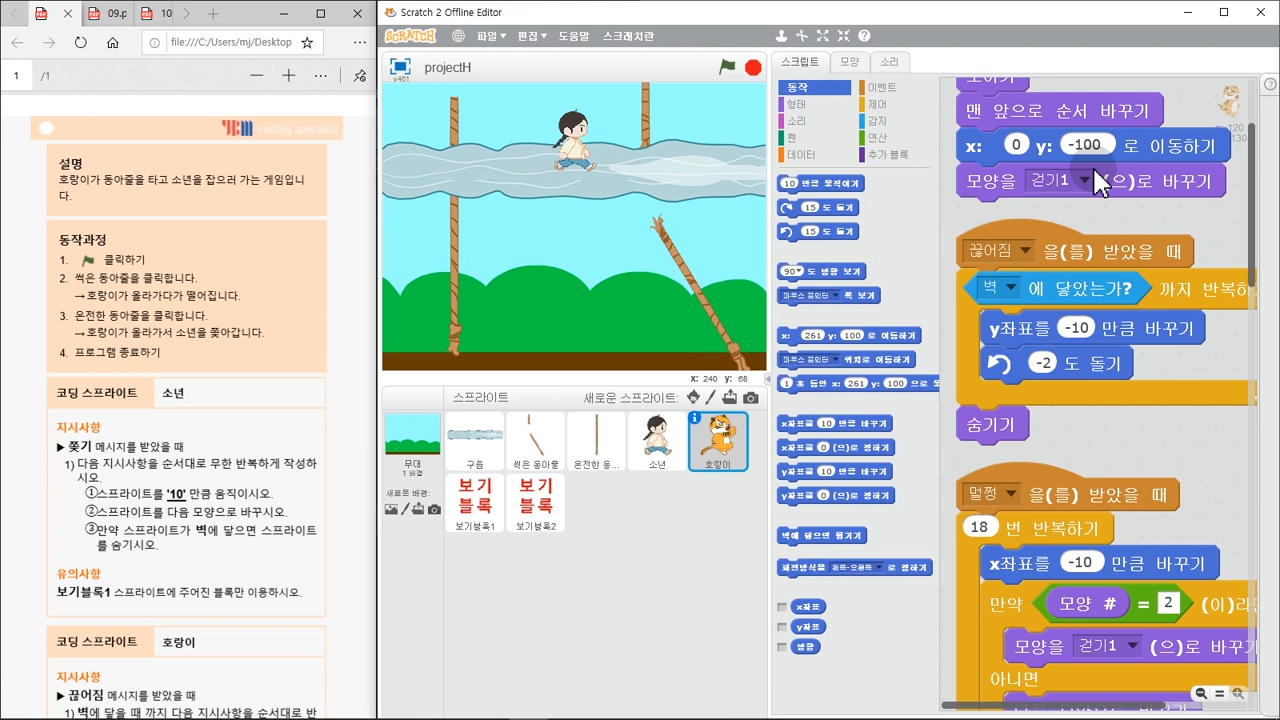 09.p
10
file:///C:/Users/mj/Desktop
1 /1
YBM coding specialist
설명
호랑이가 동아줄을 타고 소년을 잡으러 가는 게임입니
다.
동작과정
1. 클릭하기
2. 썩은 동아줄을 클릭합니다.
→호랑이가 올라가다가 떨어집니다.
3. 온전한 동아줄을 클릭합니다.
→호랑이가 올라가서 소년을 쫓아갑니다.
4. 프로그램 종료하기
코딩 스프라이트 소년
지시사항
▶ 쫓기 메시지를 받았을 때
1) 다음 지시사항을 순서대로 무한 반복하게 작성하
시오.
①스프라이트를 '10' 만큼 움직이시오.
②스프라이트를 다음 모양으로 바꾸시오.
③만약 스프라이트가 벽에 닿으면 스프라이트
를 숨기시오.
유의사항
보기블록1 스프라이트에 주어진 블록만 이용하시오.
코딩 스프라이트 호랑이
지시사항
▶ 끊어짐 메시지를 받았을 때
1) 벽에 닿을 때 까지 다음 지시사항을 순서대로 반
Scratch 2 Offline Editor
SCRATCH 파일▼ 편집▼ 도움말 스크래치란
projectH
v461
x: 240 y: 68
스프라이트 새로운 스프라이트:
무대
1 배경
새로운 배경:
구름
썩은 동아줄
온전한 동...
소년
호랑이
보기
블록
보기블록1
보기
블록
보기블록2
스크립트 모양 소리
동작 이벤트
형태 제어
소리 감지
펜 연산
데이터 추가 블록
10 만큼 움직이기
15 도 돌기
15 도 돌기
90▼ 도 방향 보기
마우스 포인터 쪽 보기
x: 261 y: 100 로 이동하기
마우스 포인터 위치로 이동하기
1 초 동안 x: 261 y: 100 으로
x좌표를 10 만큼 바꾸기
x좌표를 0 (으)로 정하기
y좌표를 10 만큼 바꾸기
y좌표를 0 (으)로 정하기
벽에 닿으면 튕기기
회전방식을 왼쪽-오른쪽 로 정하기
x좌표
y좌표
방향
보이기
맨 앞으로 순서 바꾸기
x: 0 y: -100 로 이동하기
모양을 걷기1 (으)로 바꾸기
끊어짐 을(를) 받았을 때
벽 에 닿았는가? 까지 반복하
y좌표를 -10 만큼 바꾸기
-2 도 돌기
숨기기
멀쩡 을(를) 받았을 때
18 번 반복하기
x좌표를 -10 만큼 바꾸기
만약 모양 # = 2 (이)라
모양을 걷기1 (으)로 바꾸기
아니면